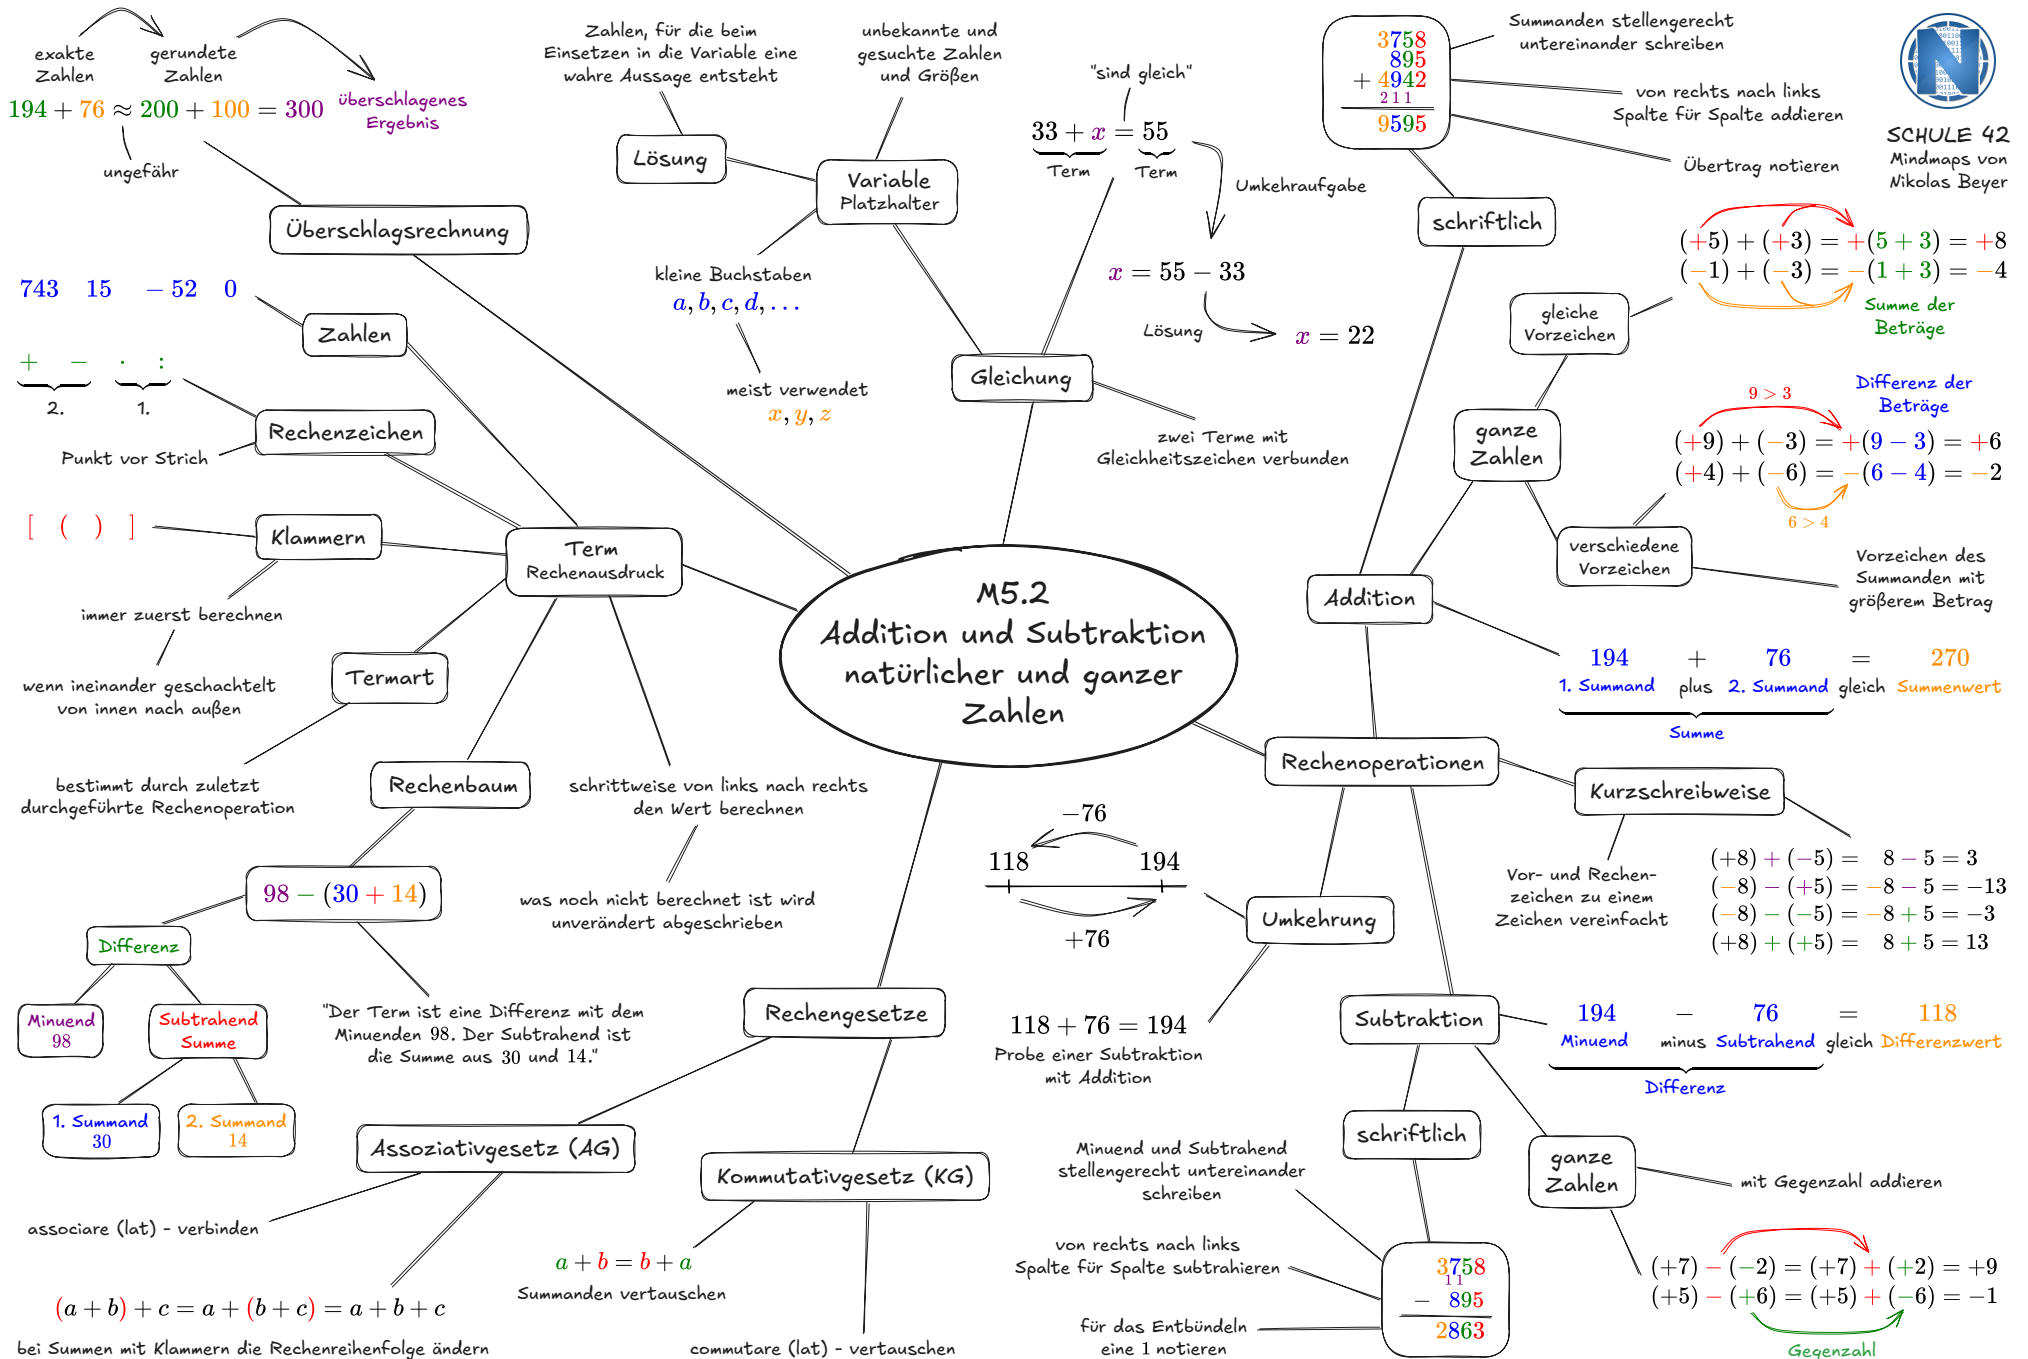 exakte
Zahlen
gerundete
Zahlen
194 + 76 ≈ 200 + 100 = 300
überschlagenes
Ergebnis
ungefähr
Überschlagsrechnung
743 15 − 52 0
Zahlen
+ − · :
2. 1.
Rechenzeichen
Punkt vor Strich
[ ( ) ]
Klammern
immer zuerst berechnen
wenn ineinander geschachtelt
von innen nach außen
Term
Rechenausdruck
Termart
bestimmt durch zuletzt
durchgeführte Rechenoperation
Rechenbaum
98 − (30 + 14)
Differenz
Minuend
98
Subtrahend
Summe
1. Summand
30
2. Summand
14
"Der Term ist eine Differenz mit dem
Minuenden 98. Der Subtrahend ist
die Summe aus 30 und 14."
schrittweise von links nach rechts
den Wert berechnen
was noch nicht berechnet ist wird
unverändert abgeschrieben
Zahlen, für die beim
Einsetzen in die Variable eine
wahre Aussage entsteht
Lösung
unbekannte und
gesuchte Zahlen
und Größen
Variable
Platzhalter
kleine Buchstaben
a, b, c, d, . . .
meist verwendet
x, y, z
"sind gleich"
33 + x = 55
Term Term
Umkehraufgabe
x = 55 − 33
Lösung
x = 22
Gleichung
zwei Terme mit
Gleichheitszeichen verbunden
M5.2
Addition und Subtraktion
natürlicher und ganzer
Zahlen
3758
895
+ 4942
2 1 1
9595
Summanden stellengerecht
untereinander schreiben
von rechts nach links
Spalte für Spalte addieren
Übertrag notieren
schriftlich
N
SCHULE 42
Mindmaps von
Nikolas Beyer
(+5) + (+3) = +(5 + 3) = +8
(−1) + (−3) = −(1 + 3) = −4
Summe der
Beträge
gleiche
Vorzeichen
ganze
Zahlen
Differenz der
Beträge
9 > 3
(+9) + (−3) = +(9 − 3) = +6
(+4) + (−6) = −(6 − 4) = −2
6 > 4
verschiedene
Vorzeichen
Vorzeichen des
Summanden mit
größerem Betrag
Addition
194 + 76 = 270
1. Summand plus 2. Summand gleich Summenwert
Summe
Rechenoperationen
Kurzschreibweise
Vor- und Rechen-
zeichen zu einem
Zeichen vereinfacht
(+8) + (−5) = 8 − 5 = 3
(−8) − (+5) = −8 − 5 = −13
(−8) − (−5) = −8 + 5 = −3
(+8) + (+5) = 8 + 5 = 13
−76
118 194
+76
Umkehrung
118 + 76 = 194
Probe einer Subtraktion
mit Addition
Subtraktion
194 − 76 = 118
Minuend minus Subtrahend gleich Differenzwert
Differenz
schriftlich
Minuend und Subtrahend
stellengerecht untereinander
schreiben
von rechts nach links
Spalte für Spalte subtrahieren
für das Entbündeln
eine 1 notieren
3758
1 1
− 895
2863
ganze
Zahlen
mit Gegenzahl addieren
(+7) − (−2) = (+7) + (+2) = +9
(+5) − (+6) = (+5) + (−6) = −1
Gegenzahl
Rechengesetze
Assoziativgesetz (AG)
associare (lat) - verbinden
(a + b) + c = a + (b + c) = a + b + c
bei Summen mit Klammern die Rechenreihenfolge ändern
Kommutativgesetz (KG)
a + b = b + a
Summanden vertauschen
commutare (lat) - vertauschen